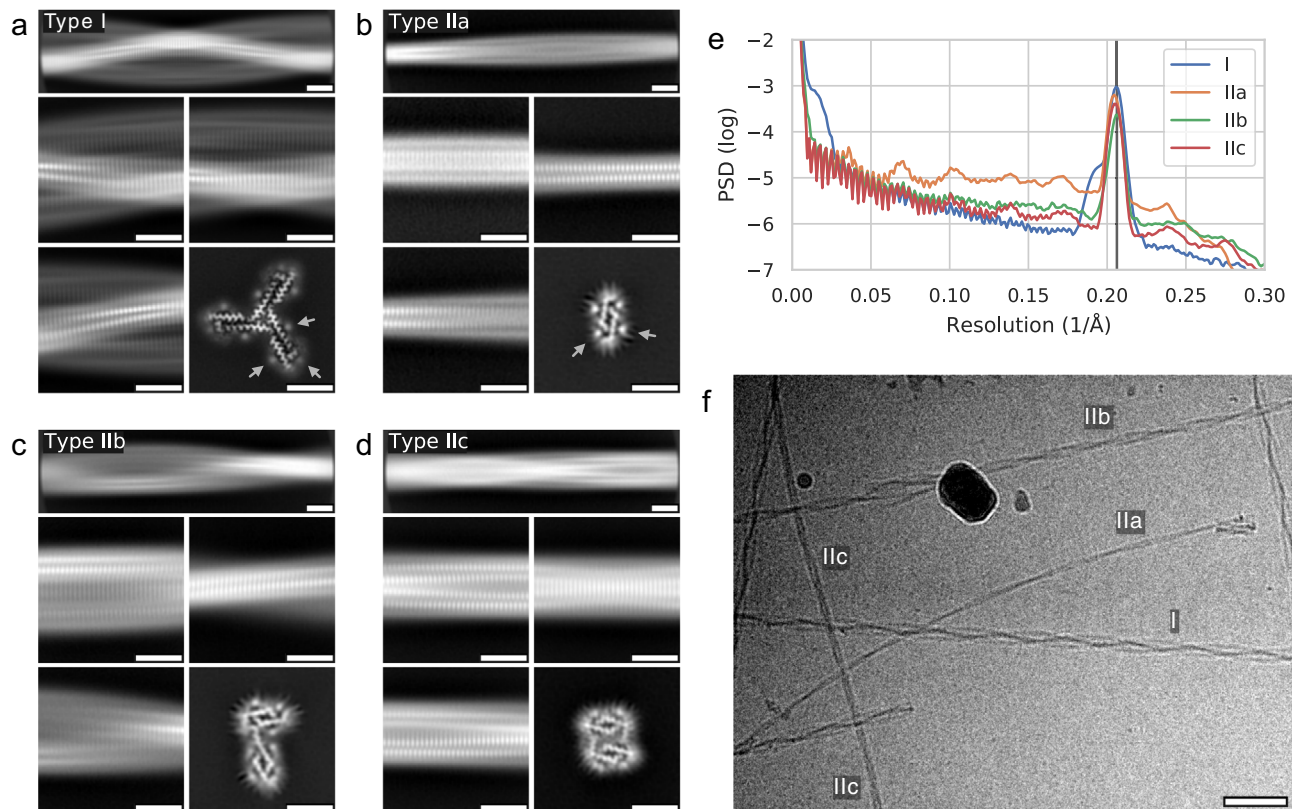 a
Type I
b
Type IIa
c
Type IIb
d
Type IIc
e
−2
−3
−4
−5
−6
−7
PSD (log)
0.00 0.05 0.10 0.15 0.20 0.25 0.30
Resolution (1/Å)
I
IIa
IIb
IIc
f
IIb
IIa
IIc
I
IIc